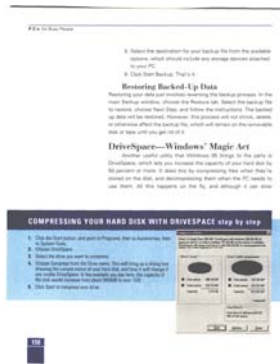 PCs for Busy People
5. Select the destination for your backup file from the available
options, which should include any storage devices attached
to your PC.
6. Click Start Backup. That's it.
Restoring Backed-Up Data
Restoring your data just involves reversing the backup process. In the
main Backup window, choose the Restore tab. Select the backup file
to restore, choose Next Step, and follow the instructions. The backed
up data will be restored. However, this process will not shrink, delete,
or otherwise affect the backup file, which will remain on the removable
disk or tape until you get rid of it.
DriveSpace—Windows' Magic Act
Another useful utility that Windows 95 brings to the party is
DriveSpace, which lets you increase the capacity of your hard disk by
50 percent or more. It does this by compressing files when they're
stored on the disk, and decompressing them when the PC needs to
use them. All this happens on the fly, and although it can slow
COMPRESSING YOUR HARD DISK WITH DRIVESPACE step by step
1. Click the Start button, and point to Programs, then to Accessories, then
to System Tools.
2. Choose DriveSpace.
3. Select the drive you want to compress.
4. Choose Compress from the Drive menu. This will bring up a dialog box
showing the current status of your hard disk, and how it will change if
you enable DriveSpace. In the example you see here, the capacity of
the disk would increase from about
5. Click Start to compress your drive.